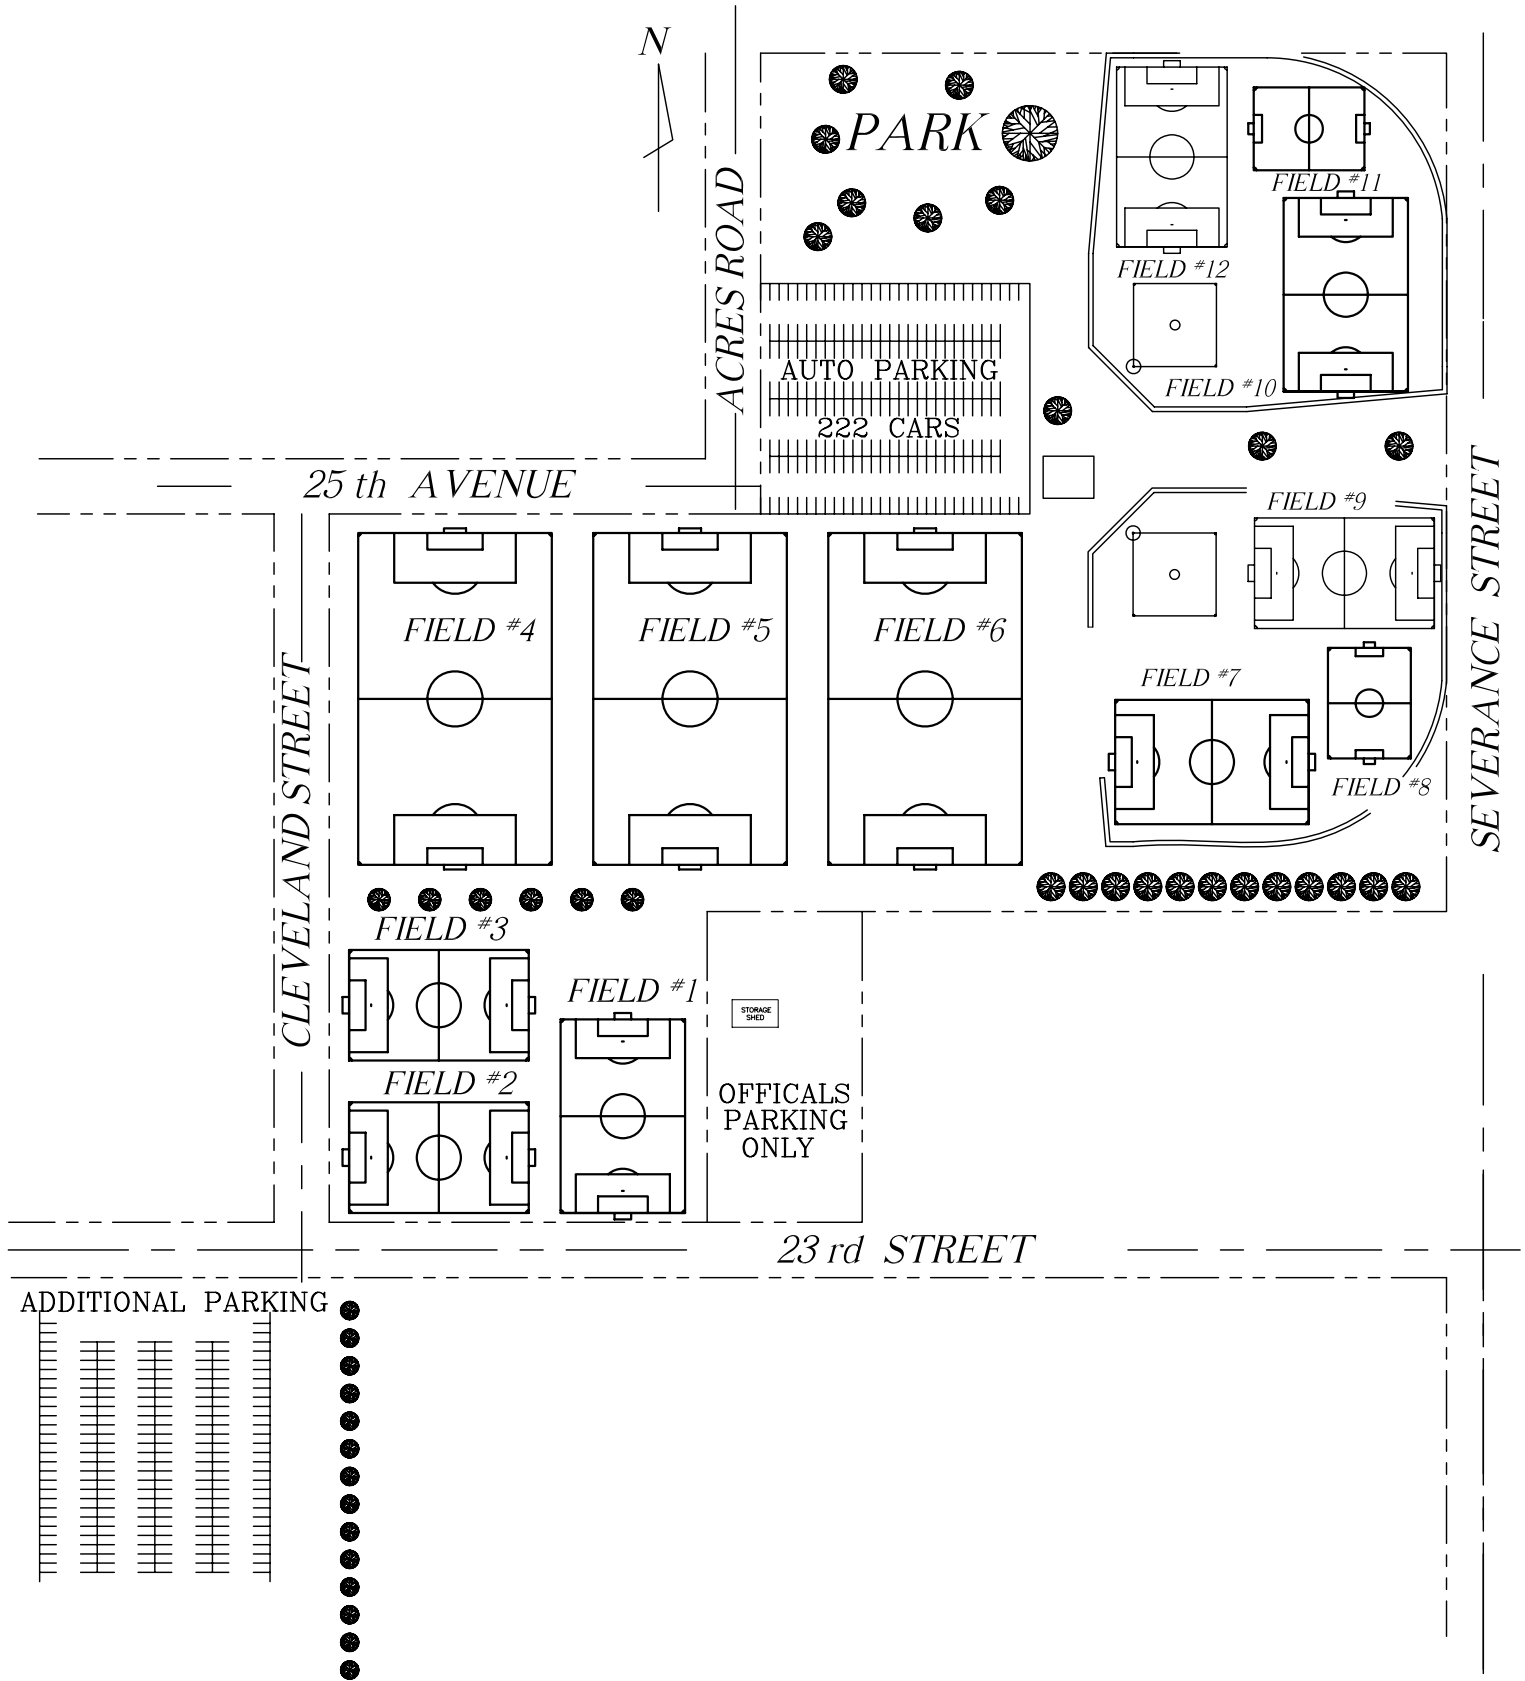 N
PARK
ACRES ROAD
FIELD #11
FIELD #12
AUTO PARKING
222 CARS
FIELD #10
25 th AVENUE
FIELD #9
SEVERANCE STREET
FIELD #4
FIELD #5
FIELD #6
FIELD #7
FIELD #8
CLEVELAND STREET
FIELD #3
FIELD #1
STORAGE
SHED
FIELD #2
OFFICALS
PARKING
ONLY
23 rd STREET
ADDITIONAL PARKING